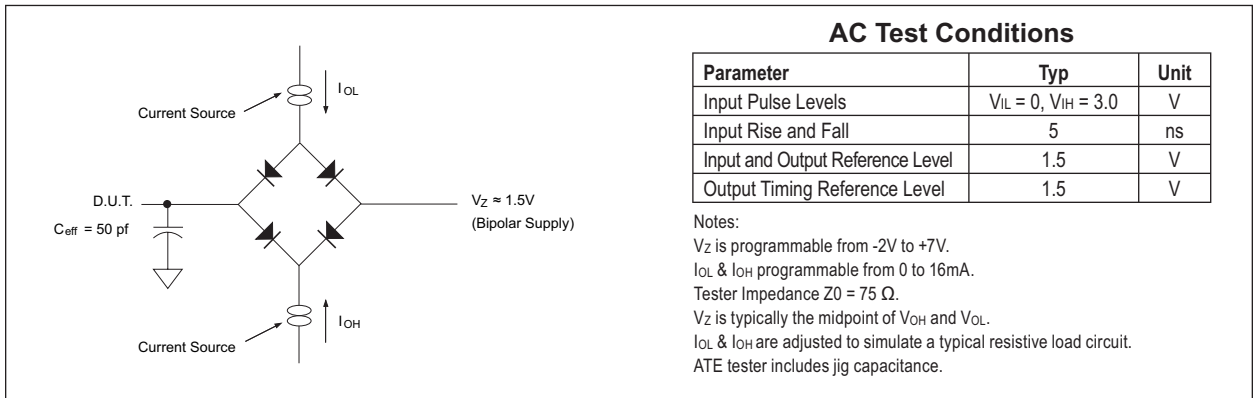 I OL
Current Source
D.U.T.
Ceff = 50 pf
VZ ≈ 1.5V
(Bipolar Supply)
I OH
Current Source
AC Test Conditions
Parameter Typ Unit
Input Pulse Levels VIL = 0, VIH = 3.0 V
Input Rise and Fall 5 ns
Input and Output Reference Level 1.5 V
Output Timing Reference Level 1.5 V
Notes:
VZ is programmable from -2V to +7V.
IOL & IOH programmable from 0 to 16mA.
Tester Impedance Z0 = 75 Ω.
VZ is typically the midpoint of VOH and VOL.
IOL & IOH are adjusted to simulate a typical resistive load circuit.
ATE tester includes jig capacitance.